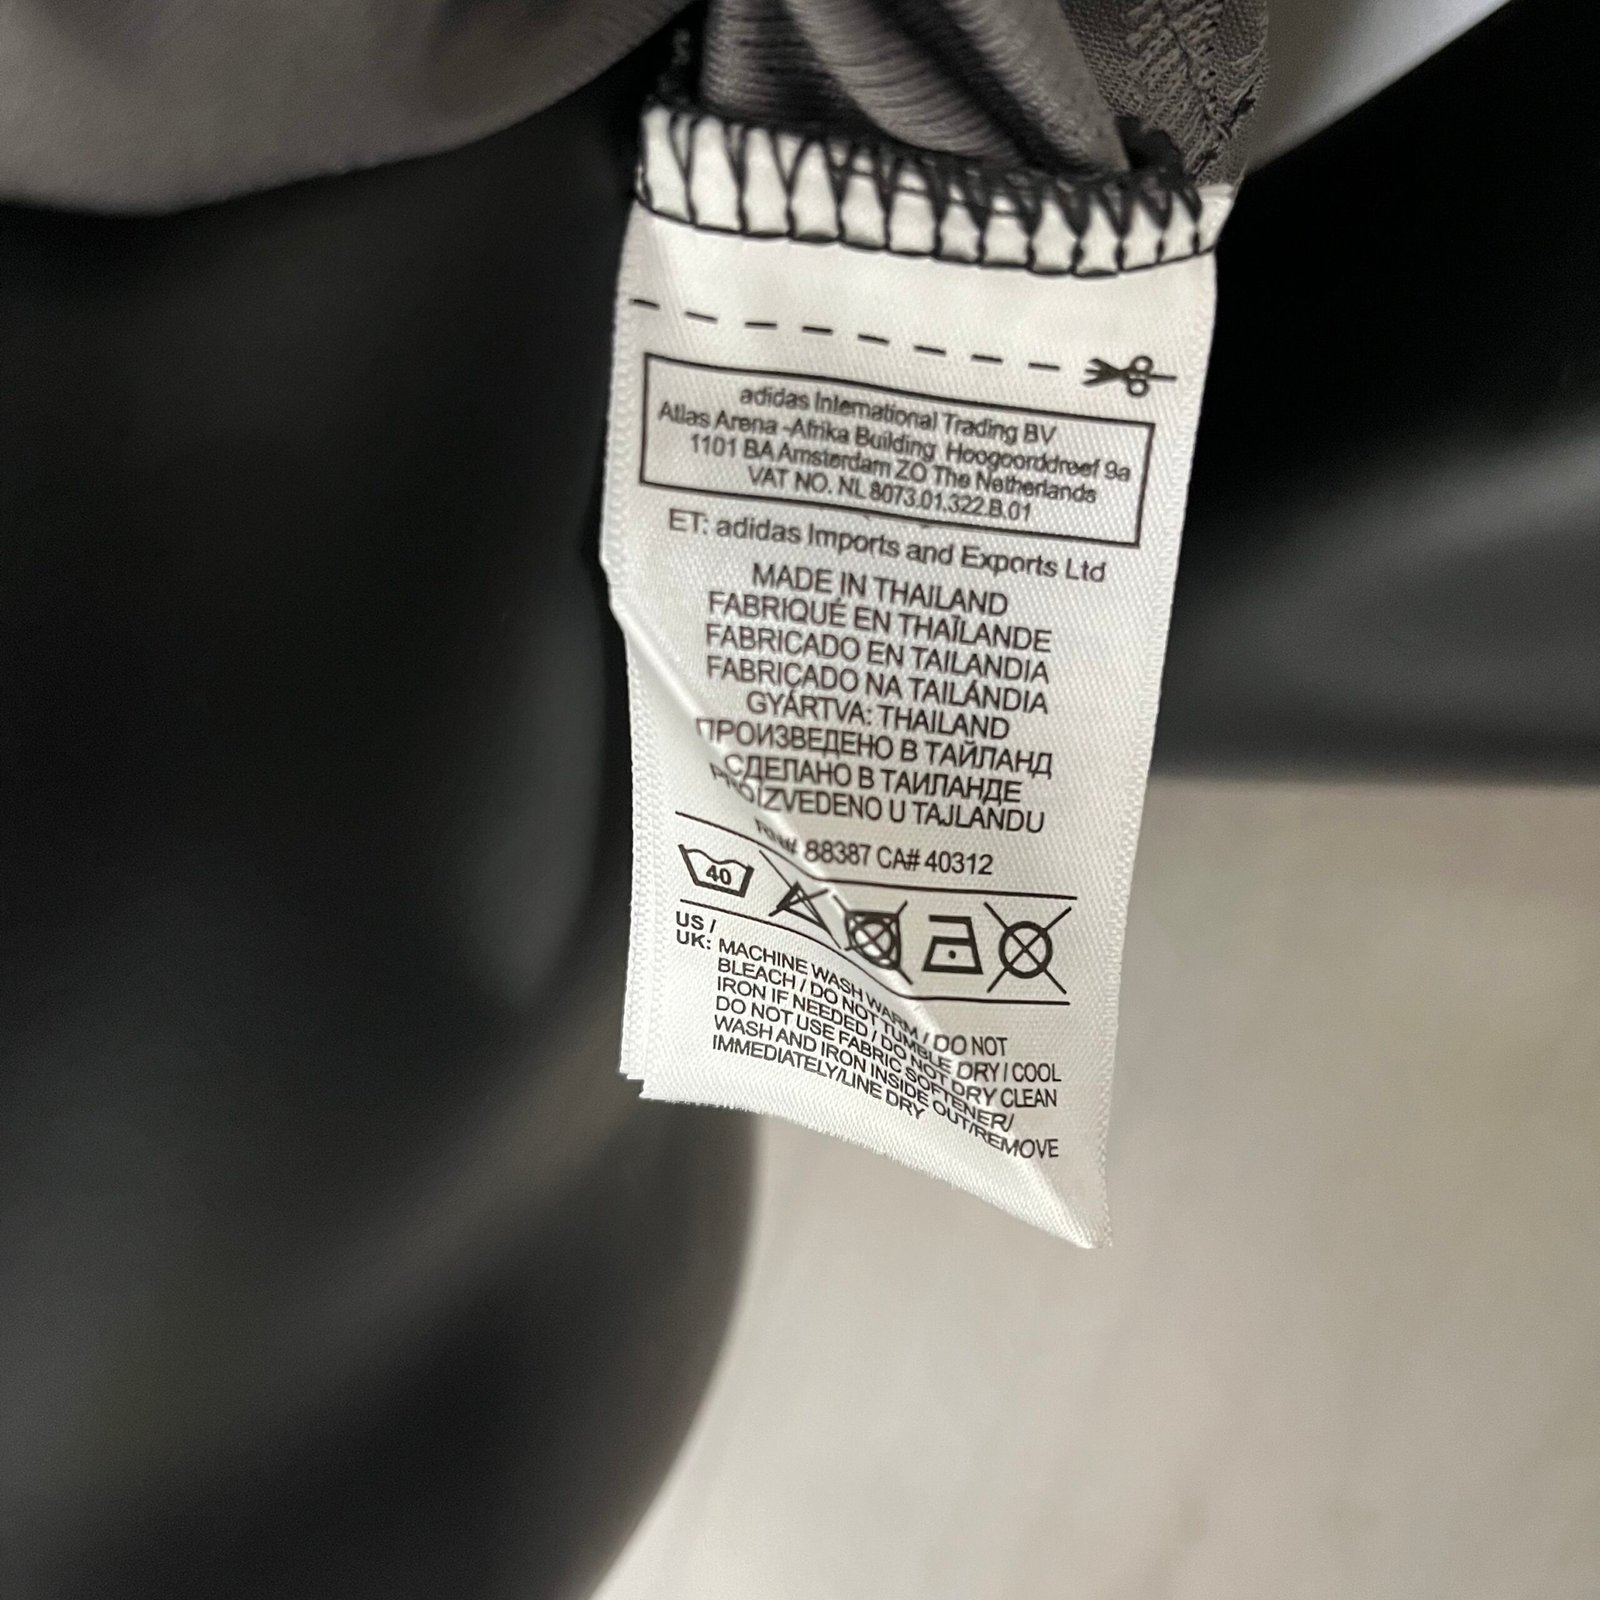 adidas International Trading BV
Atlas Arena -Afrika Building Hoogoorddreef 9a
1101 BA Amsterdam ZO The Netherlands
VAT NO. NL 8073.01.322.B.01
ET: adidas Imports and Exports Ltd
MADE IN THAILAND
FABRIQUÉ EN THAÏLANDE
FABRICADO EN TAILANDIA
FABRICADO NA TAILÂNDIA
GYÁRTVA: THAILAND
ПРОИЗВЕДЕНО В ТАЙЛАНД
СДЕЛАНО В ТАИЛАНДЕ
PROIZVEDENO U TAJLANDU
RN# 88387 CA# 40312
40
US /
UK: MACHINE WASH WARM / DO NOT
BLEACH / DO NOT TUMBLE DRY / COOL
IRON IF NEEDED / DO NOT DRY CLEAN
DO NOT USE FABRIC SOFTENER/
WASH AND IRON INSIDE OUT/REMOVE
IMMEDIATELY/LINE DRY